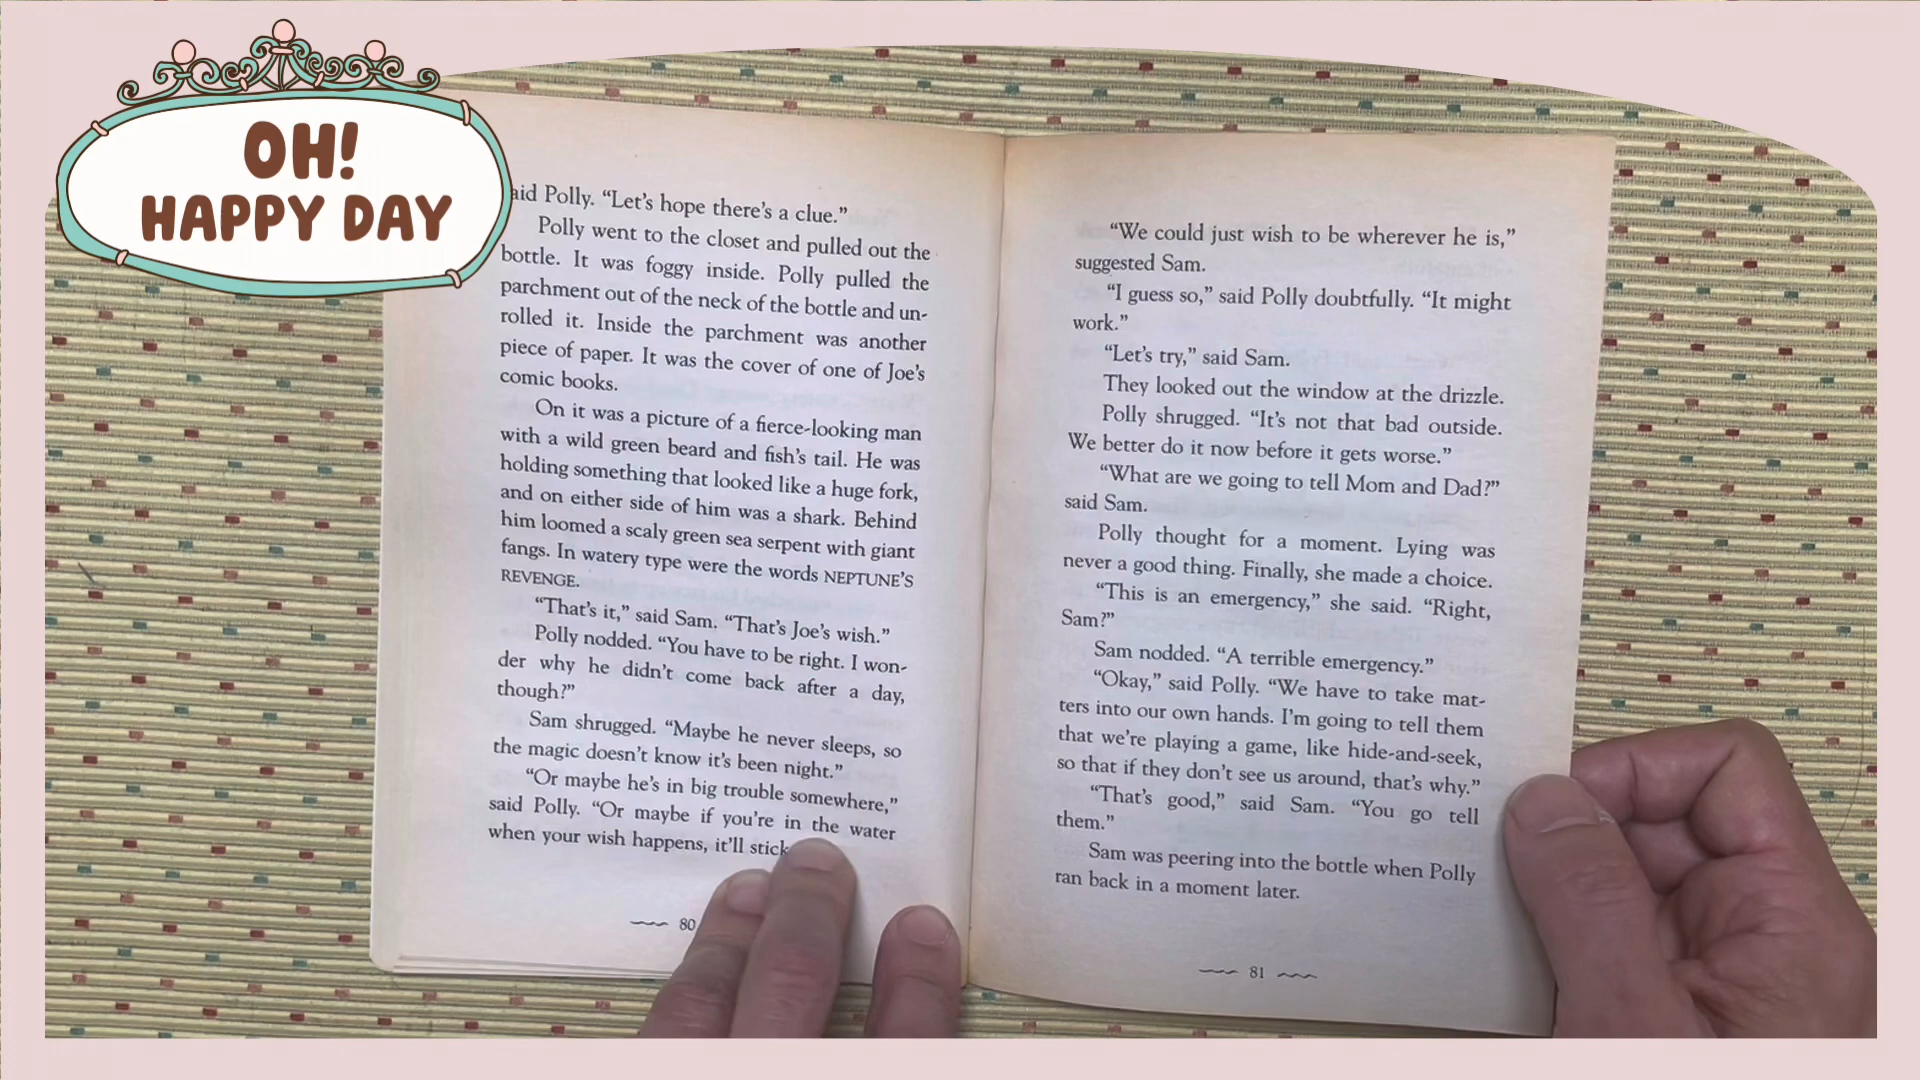 OH!
HAPPY DAY
aid Polly. “Let’s hope there’s a clue.”
Polly went to the closet and pulled out the
bottle. It was foggy inside. Polly pulled the
parchment out of the neck of the bottle and un-
rolled it. Inside the parchment was another
piece of paper. It was the cover of one of Joe’s
comic books.
On it was a picture of a fierce-looking man
with a wild green beard and fish’s tail. He was
holding something that looked like a huge fork,
and on either side of him was a shark. Behind
him loomed a scaly green sea serpent with giant
fangs. In watery type were the words NEPTUNE’S
REVENGE.
“That’s it,” said Sam. “That’s Joe’s wish.”
Polly nodded. “You have to be right. I won-
der why he didn’t come back after a day,
though?”
Sam shrugged. “Maybe he never sleeps, so
the magic doesn’t know it’s been night.”
“Or maybe he’s in big trouble somewhere,”
said Polly. “Or maybe if you’re in the water
when your wish happens, it’ll stick
80
“We could just wish to be wherever he is,”
suggested Sam.
“I guess so,” said Polly doubtfully. “It might
work.”
“Let’s try,” said Sam.
They looked out the window at the drizzle.
Polly shrugged. “It’s not that bad outside.
We better do it now before it gets worse.”
“What are we going to tell Mom and Dad?”
said Sam.
Polly thought for a moment. Lying was
never a good thing. Finally, she made a choice.
“This is an emergency,” she said. “Right,
Sam?”
Sam nodded. “A terrible emergency.”
“Okay,” said Polly. “We have to take mat-
ters into our own hands. I’m going to tell them
that we’re playing a game, like hide-and-seek,
so that if they don’t see us around, that’s why.”
“That’s good,” said Sam. “You go tell
them.”
Sam was peering into the bottle when Polly
ran back in a moment later.
81